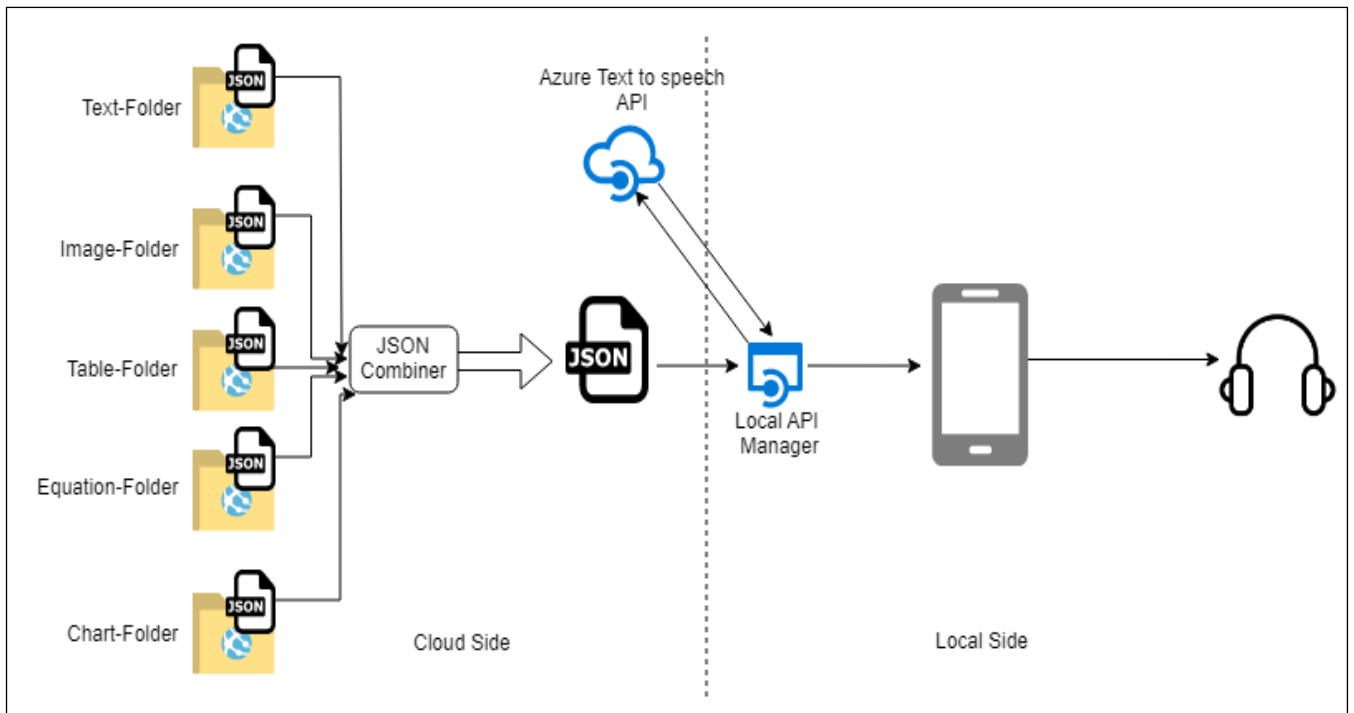 Azure Text to speech
API
Text-Folder
JSON
Image-Folder
JSON
Table-Folder
JSON
Equation-Folder
JSON
Chart-Folder
JSON
JSON
Combiner
JSON
Local API
Manager
Cloud Side
Local Side